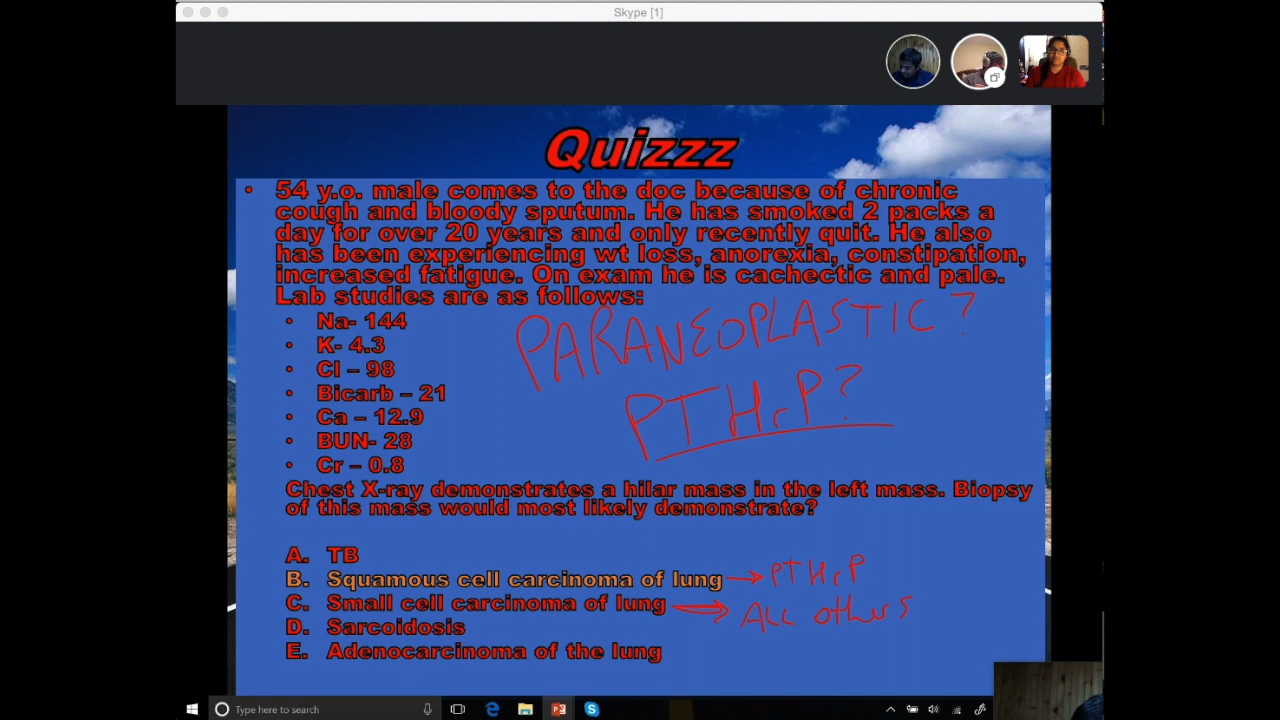 Skype [1]
Quizzz
• 54 y.o. male comes to the doc because of chronic
cough and bloody sputum. He has smoked 2 packs a
day for over 20 years and only recently quit. He also
has been experiencing wt loss, anorexia, constipation,
increased fatigue. On exam he is cachectic and pale.
Lab studies are as follows:
• Na- 144
• K- 4.3
• Cl – 98
• Bicarb – 21
• Ca – 12.9
• BUN- 28
• Cr – 0.8
PARANEOPLASTIC?
PTHrP?
Chest X-ray demonstrates a hilar mass in the left mass. Biopsy
of this mass would most likely demonstrate?
A. TB
B. Squamous cell carcinoma of lung → PTHrP
C. Small cell carcinoma of lung → ALL others
D. Sarcoidosis
E. Adenocarcinoma of the lung
Type here to search